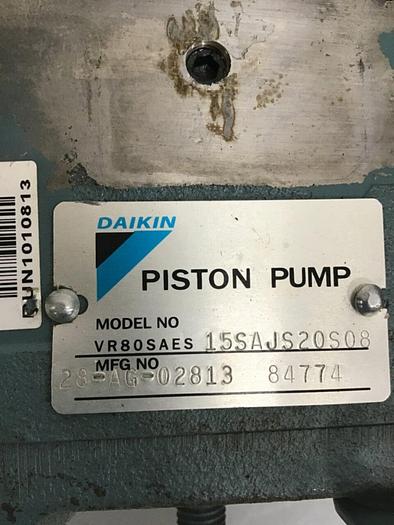 DAIKIN
PISTON PUMP
MODEL NO
VR80SAES 15SAJS20S08
MFG NO
28-AG-02813 84774
UN1010813